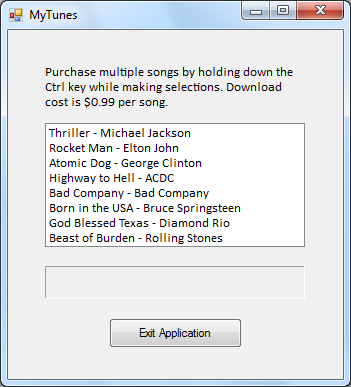 MyTunes
Purchase multiple songs by holding down the
Ctrl key while making selections. Download
cost is $0.99 per song.
Thriller - Michael Jackson
Rocket Man - Elton John
Atomic Dog - George Clinton
Highway to Hell - ACDC
Bad Company - Bad Company
Born in the USA - Bruce Springsteen
God Blessed Texas - Diamond Rio
Beast of Burden - Rolling Stones
Exit Application